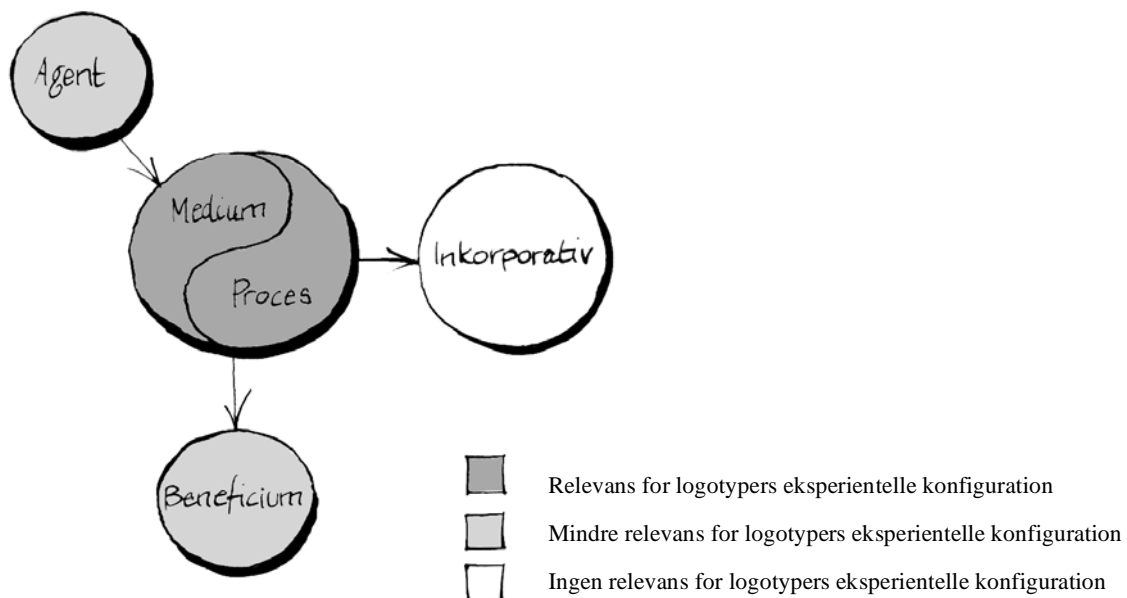 Agent
Medium
Proces
Inkorporativ
Beneficium
Relevans for logotypers eksperientelle konfiguration
Mindre relevans for logotypers eksperientelle konfiguration
Ingen relevans for logotypers eksperientelle konfiguration